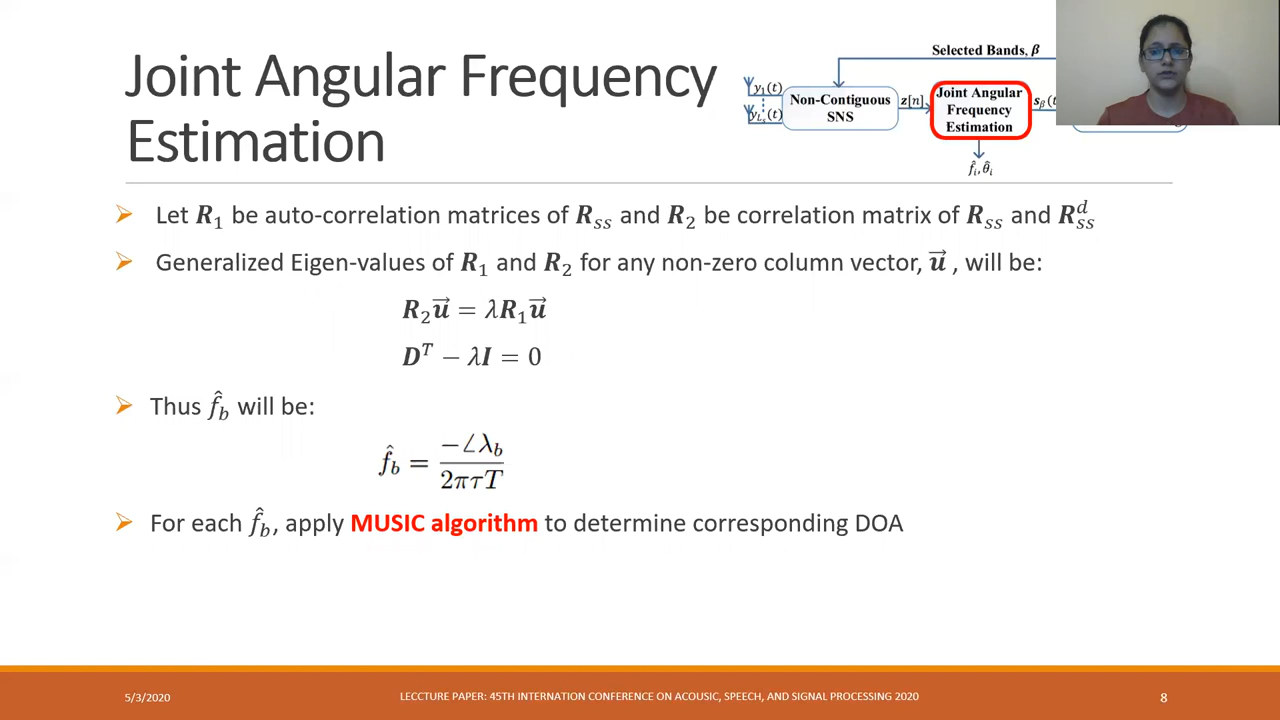 Joint Angular Frequency
Estimation
Selected Bands, β
y₁(t)
Non-Contiguous
SNS
z[n]
Joint Angular
Frequency
Estimation
f̂ᵢ, θ̂ᵢ
Let R₁ be auto-correlation matrices of Rₛₛ and R₂ be correlation matrix of Rₛₛ and Rₛₛᵈ
Generalized Eigen-values of R₁ and R₂ for any non-zero column vector, u⃗ , will be:
R₂u⃗ = λR₁u⃗
Dᵀ − λI = 0
Thus f̂_b will be:
f̂_b = −∠λ_b / 2πτT
For each f̂_b, apply MUSIC algorithm to determine corresponding DOA
5/3/2020
LECCTURE PAPER: 45TH INTERNATION CONFERENCE ON ACOUSIC, SPEECH, AND SIGNAL PROCESSING 2020
8